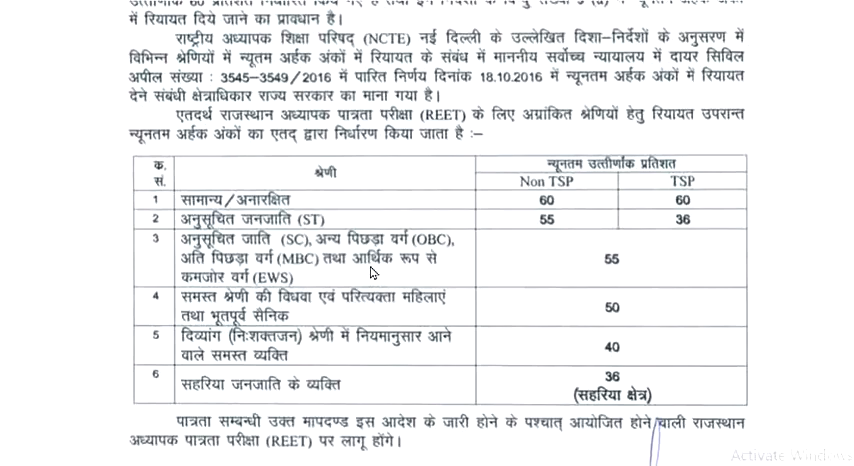 में रियायत दिये जाने का प्रावधान है।
राष्ट्रीय अध्यापक शिक्षा परिषद् (NCTE) नई दिल्ली के उल्लेखित दिशा–निर्देशों के अनुसरण में
विभिन्न श्रेणियों में न्यूतम अर्हक अंकों में रियायत के संबंध में माननीय सर्वोच्च न्यायालय में दायर सिविल
अपील संख्या : 3545–3549/2016 में पारित निर्णय दिनांक 18.10.2016 में न्यूनतम अर्हक अंकों में रियायत
देने संबंधी क्षेत्राधिकार राज्य सरकार का माना गया है।
एतदर्थ राजस्थान अध्यापक पात्रता परीक्षा (REET) के लिए अग्रांकित श्रेणियों हेतु रियायत उपरान्त
न्यूनतम अर्हक अंकों का एतद् द्वारा निर्धारण किया जाता है :–
क्र. सं. श्रेणी न्यूनतम उत्तीर्णांक प्रतिशत
Non TSP TSP
1 सामान्य/अनारक्षित 60 60
2 अनुसूचित जनजाति (ST) 55 36
3 अनुसूचित जाति (SC), अन्य पिछड़ा वर्ग (OBC),
अति पिछड़ा वर्ग (MBC) तथा आर्थिक रूप से 55
कमजोर वर्ग (EWS)
4 समस्त श्रेणी की विधवा एवं परित्यक्ता महिलाएं 50
तथा भूतपूर्व सैनिक
5 दिव्यांग (निःशक्तजन) श्रेणी में नियमानुसार आने 40
वाले समस्त व्यक्ति
6 सहरिया जनजाति के व्यक्ति 36
(सहरिया क्षेत्र)
पात्रता सम्बन्धी उक्त मापदण्ड इस आदेश के जारी होने के पश्चात् आयोजित होने वाली राजस्थान
अध्यापक पात्रता परीक्षा (REET) पर लागू होंगे।
Activate Windows